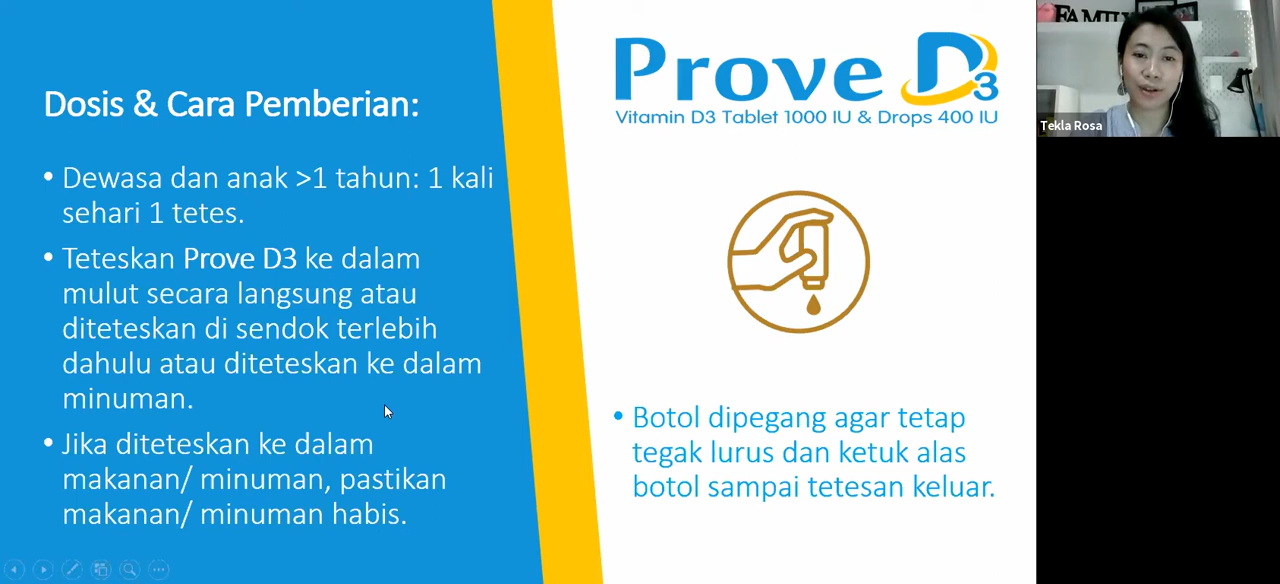 Dosis & Cara Pemberian:
• Dewasa dan anak >1 tahun: 1 kali
sehari 1 tetes.
• Teteskan Prove D3 ke dalam
mulut secara langsung atau
diteteskan di sendok terlebih
dahulu atau diteteskan ke dalam
minuman.
• Jika diteteskan ke dalam
makanan/ minuman, pastikan
makanan/ minuman habis.
Prove D3
Vitamin D3 Tablet 1000 IU & Drops 400 IU
• Botol dipegang agar tetap
tegak lurus dan ketuk alas
botol sampai tetesan keluar.
FAMILY
Tekla Rosa